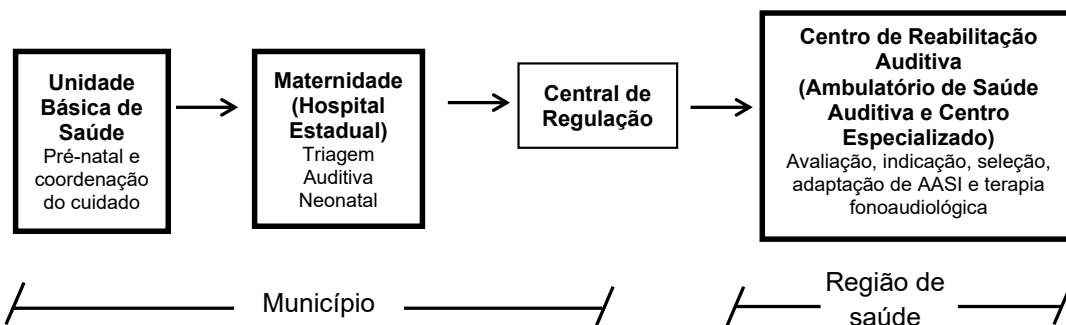 Unidade
Básica de
Saúde
Pré-natal e
coordenação
do cuidado
Maternidade
(Hospital
Estadual)
Triagem
Auditiva
Neonatal
Central de
Regulação
Centro de Reabilitação
Auditiva
(Ambulatório de Saúde
Auditiva e Centro
Especializado)
Avaliação, indicação, seleção,
adaptação de AASI e terapia
fonoaudiológica
Município
Região de
saúde